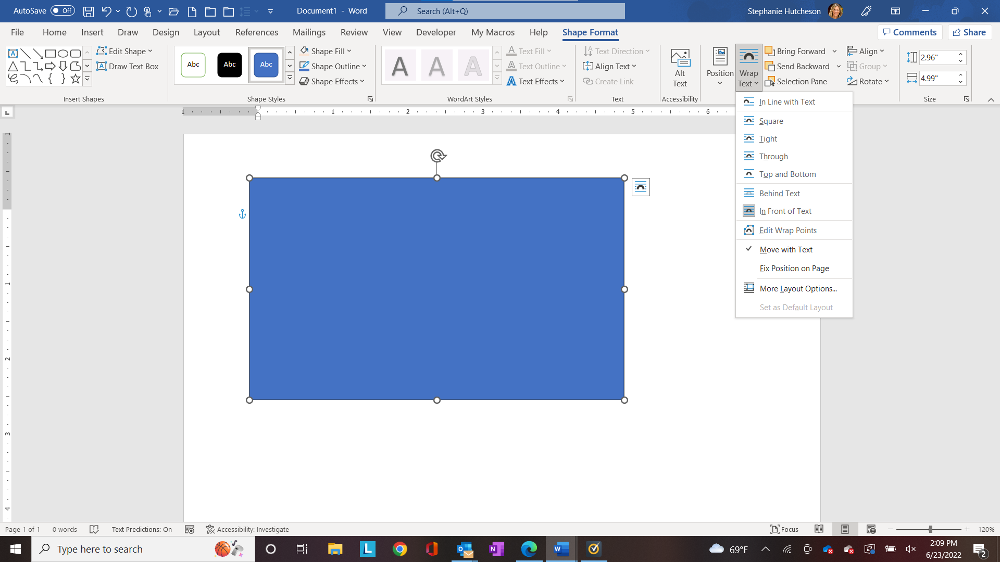 AutoSave Off Document1 - Word Search (Alt+Q) Stephanie Hutcheson
File Home Insert Draw Design Layout References Mailings Review View Developer My Macros Help Shape Format Comments Share
Edit Shape
Draw Text Box
Insert Shapes
Abc Abc Abc
Shape Fill
Shape Outline
Shape Effects
Shape Styles
A A A
Text Fill
Text Outline
Text Effects
WordArt Styles
Text Direction
Align Text
Create Link
Text
Alt
Text
Accessibility
Position
Wrap
Text
Bring Forward
Send Backward
Selection Pane
Align
Group
Rotate
2.96"
4.99"
Size
In Line with Text
Square
Tight
Through
Top and Bottom
Behind Text
In Front of Text
Edit Wrap Points
Move with Text
Fix Position on Page
More Layout Options...
Set as Default Layout
1 1 2 3 4 5 6
1
1
2
3
4
Page 1 of 1 0 words Text Predictions: On Accessibility: Investigate Focus 120%
Type here to search 69°F 2:09 PM
6/23/2022
2